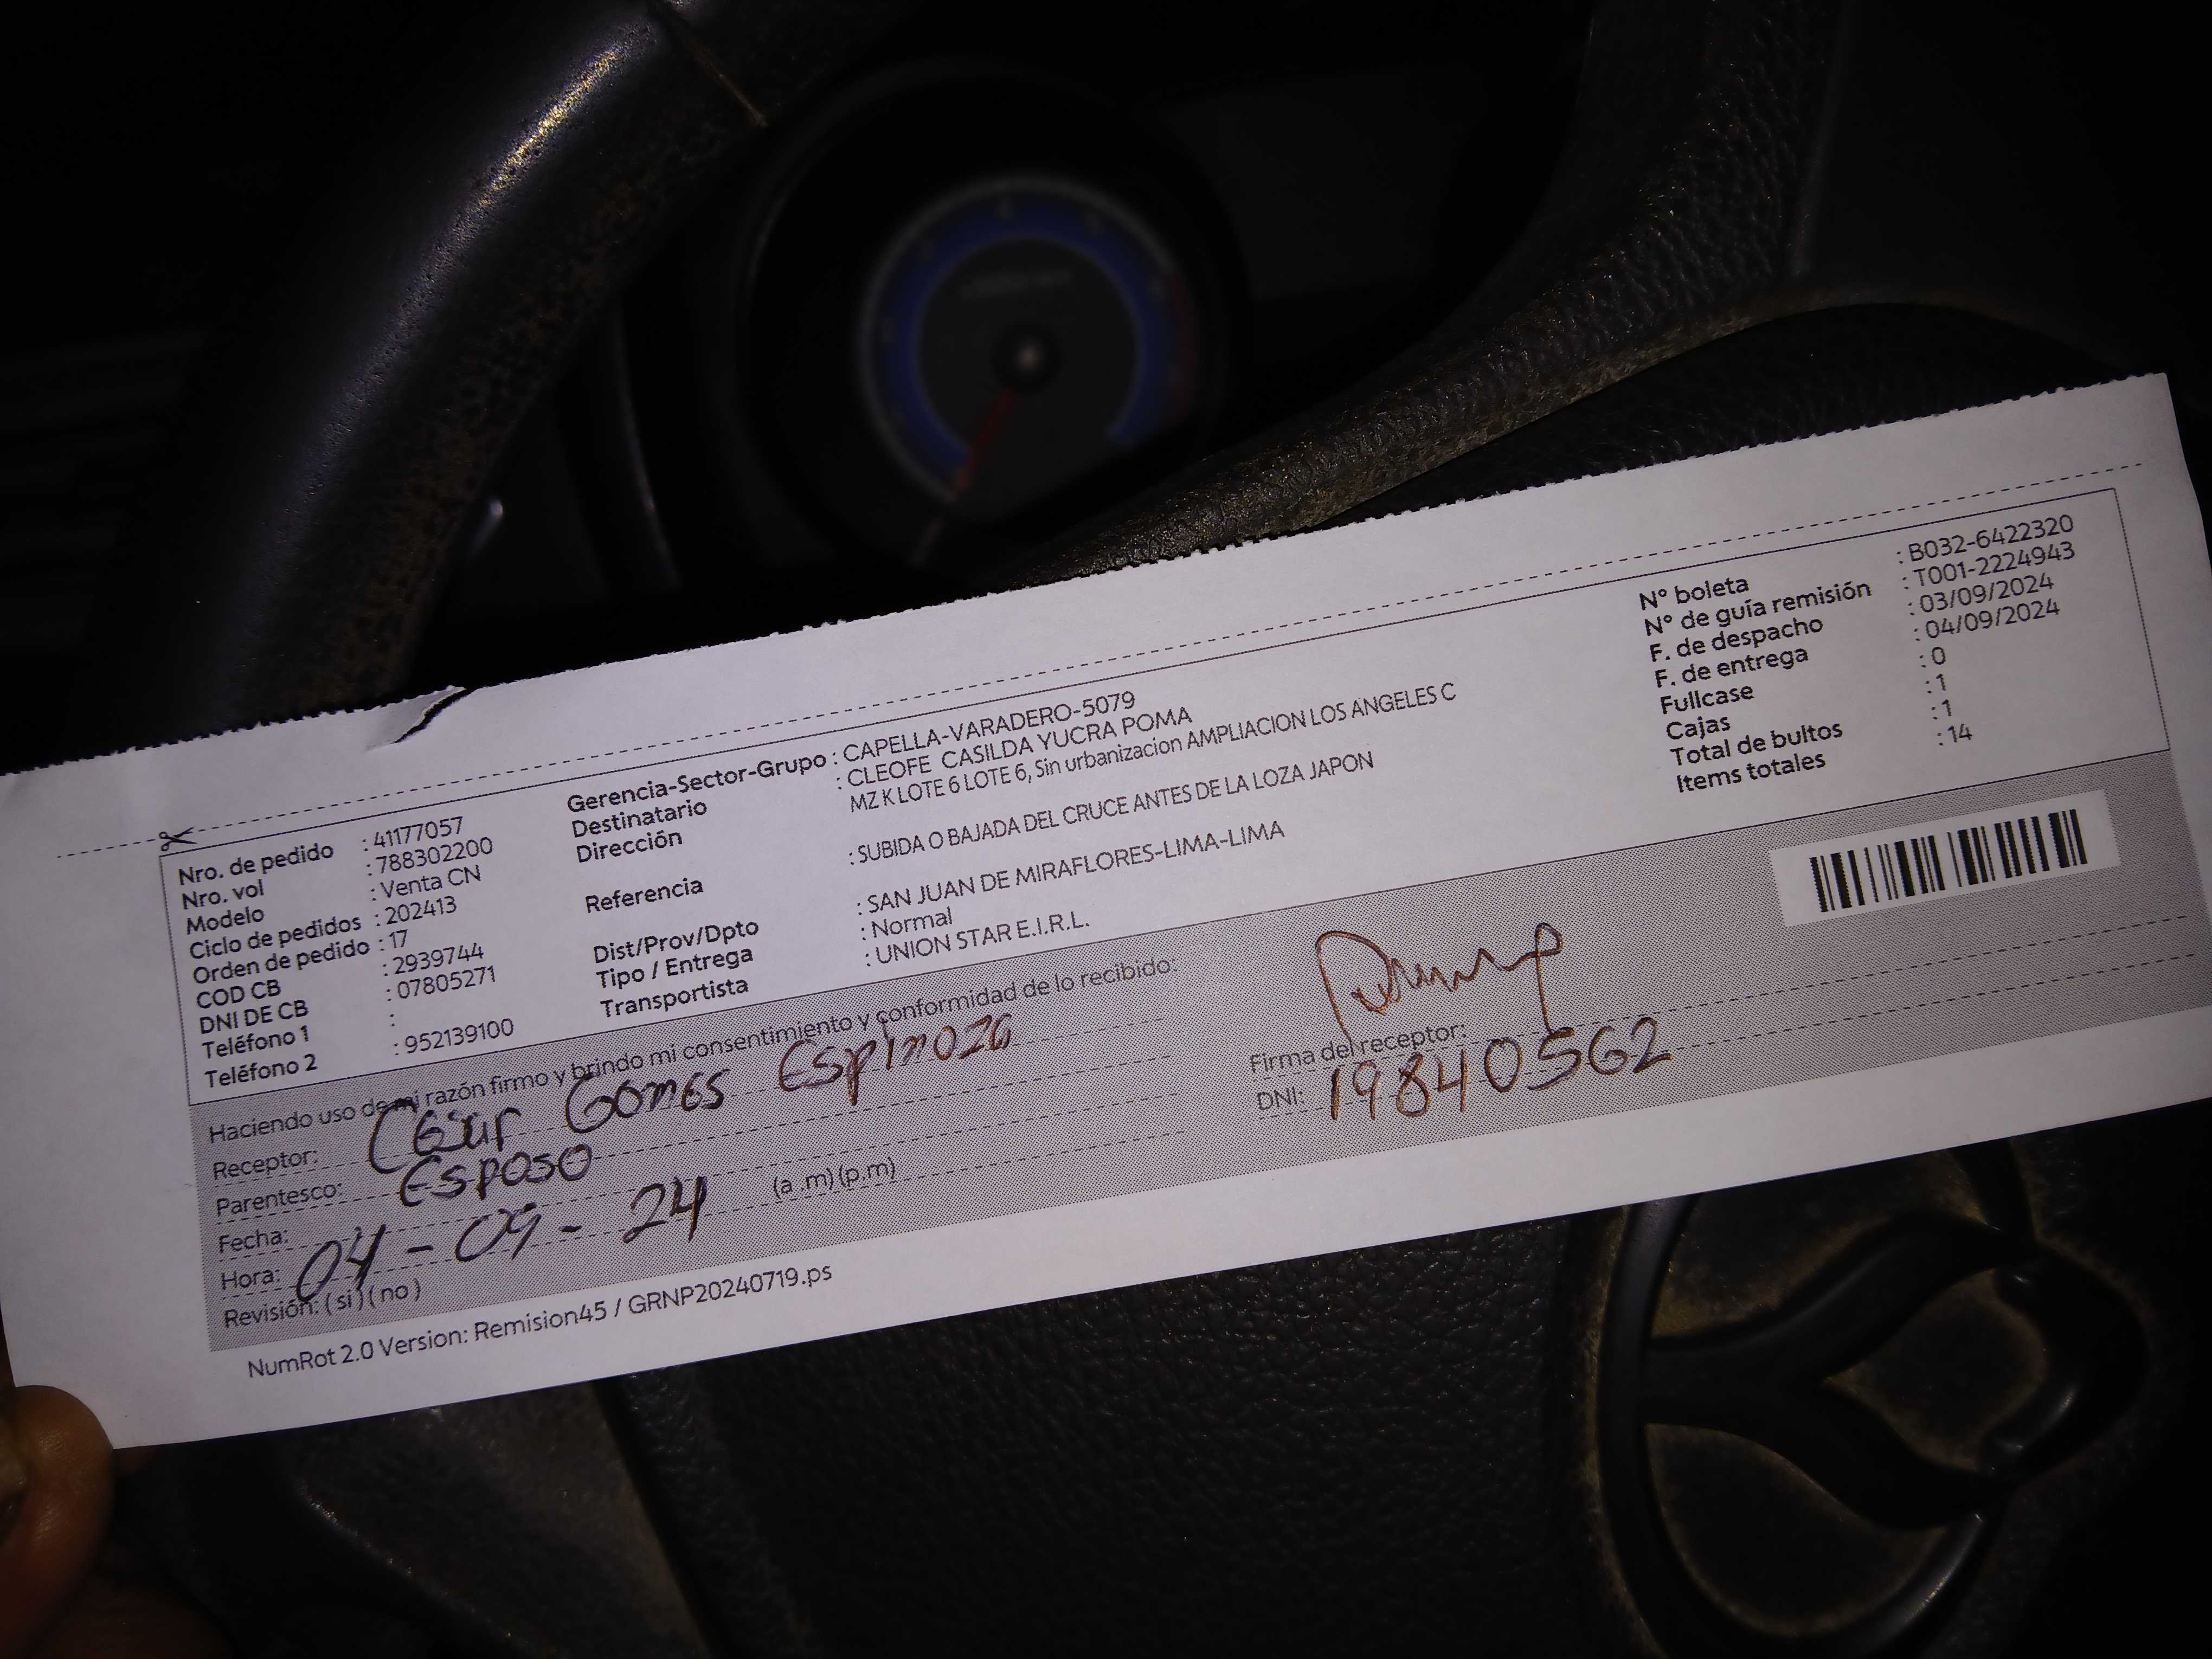 Nro. de pedido : 41177057
Nro. vol : 788302200
Modelo : Venta CN
Ciclo de pedidos : 202413
Orden de pedido : 17
COD CB : 2939744
DNI DE CB : 07805271
Teléfono 1 :
Teléfono 2 : 952139100
Gerencia-Sector-Grupo : CAPELLA-VARADERO-5079
Destinatario : CLEOFE CASILDA YUCRA POMA
Dirección MZ K LOTE 6 LOTE 6, Sin urbanizacion AMPLIACION LOS ANGELES C
Referencia : SUBIDA O BAJADA DEL CRUCE ANTES DE LA LOZA JAPON
Dist/Prov/Dpto : SAN JUAN DE MIRAFLORES-LIMA-LIMA
Tipo / Entrega : Normal
Transportista : UNION STAR E.I.R.L.
N° boleta : B032-6422320
N° de guía remisión : T001-2224943
F. de despacho : 03/09/2024
F. de entrega : 04/09/2024
Fullcase : 0
Cajas : 1
Total de bultos : 1
Items totales : 14
Haciendo uso de mi razón firmo y brindo mi consentimiento y conformidad de lo recibido:
Receptor: Cesar Gomes Espinoza
Parentesco: Esposo
Fecha:
Hora: 04-09-24 (a .m) (p.m)
Revisión: ( si ) ( no )
Firma del receptor:
DNI: 19840562
NumRot 2.0 Version: Remision45 / GRNP20240719.ps